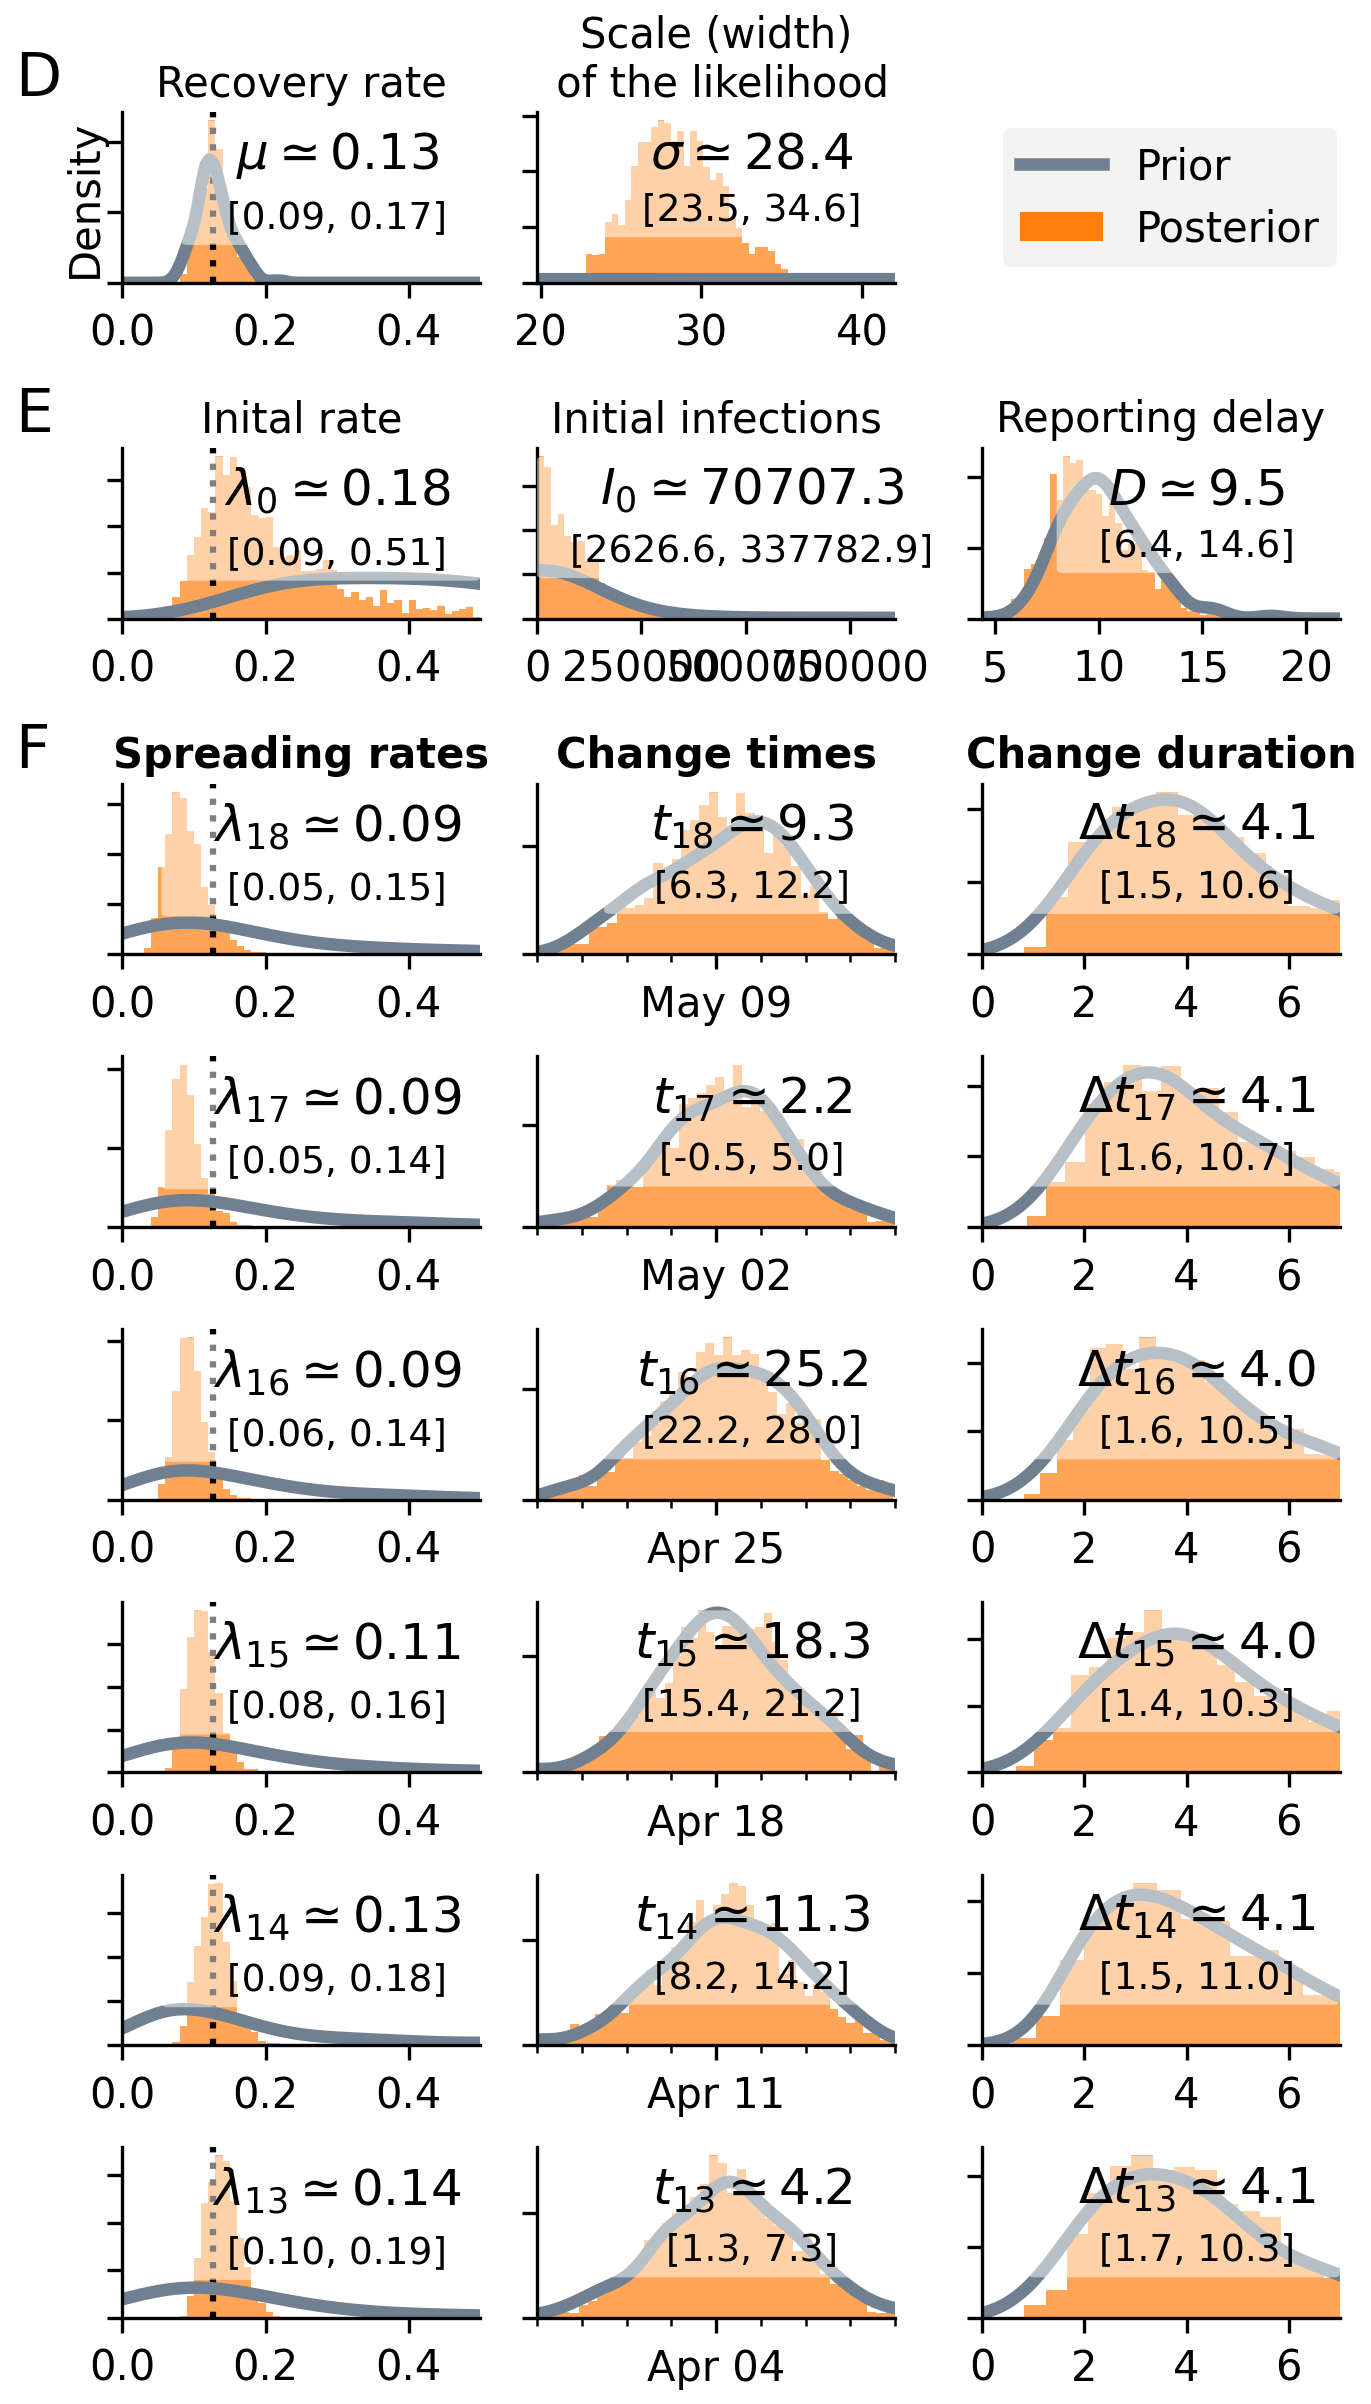 D
Recovery rate
Scale (width)
of the likelihood
Density
μ ≃ 0.13
[0.09, 0.17]
σ ≃ 28.4
[23.5, 34.6]
Prior
Posterior
0.0 0.2 0.4
20 30 40
E
Inital rate
Initial infections
Reporting delay
λ0 ≃ 0.18
[0.09, 0.51]
I0 ≃ 70707.3
[2626.6, 337782.9]
D ≃ 9.5
[6.4, 14.6]
0.0 0.2 0.4
0 250000 500000 750000
5 10 15 20
F
Spreading rates
Change times
Change duration
λ18 ≃ 0.09
[0.05, 0.15]
t18 ≃ 9.3
[6.3, 12.2]
Δt18 ≃ 4.1
[1.5, 10.6]
0.0 0.2 0.4
May 09
0 2 4 6
λ17 ≃ 0.09
[0.05, 0.14]
t17 ≃ 2.2
[-0.5, 5.0]
Δt17 ≃ 4.1
[1.6, 10.7]
0.0 0.2 0.4
May 02
0 2 4 6
λ16 ≃ 0.09
[0.06, 0.14]
t16 ≃ 25.2
[22.2, 28.0]
Δt16 ≃ 4.0
[1.6, 10.5]
0.0 0.2 0.4
Apr 25
0 2 4 6
λ15 ≃ 0.11
[0.08, 0.16]
t15 ≃ 18.3
[15.4, 21.2]
Δt15 ≃ 4.0
[1.4, 10.3]
0.0 0.2 0.4
Apr 18
0 2 4 6
λ14 ≃ 0.13
[0.09, 0.18]
t14 ≃ 11.3
[8.2, 14.2]
Δt14 ≃ 4.1
[1.5, 11.0]
0.0 0.2 0.4
Apr 11
0 2 4 6
λ13 ≃ 0.14
[0.10, 0.19]
t13 ≃ 4.2
[1.3, 7.3]
Δt13 ≃ 4.1
[1.7, 10.3]
0.0 0.2 0.4
Apr 04
0 2 4 6